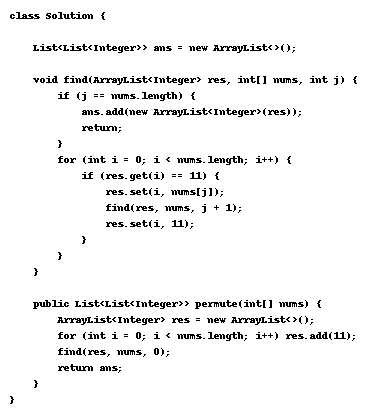 class Solution {

    List<List<Integer>> ans = new ArrayList<>();

    void find(ArrayList<Integer> res, int[] nums, int j) {
        if (j == nums.length) {
            ans.add(new ArrayList<Integer>(res));
            return;
        }
        for (int i = 0; i < nums.length; i++) {
            if (res.get(i) == 11) {
                res.set(i, nums[j]);
                find(res, nums, j + 1);
                res.set(i, 11);
            }
        }
    }

    public List<List<Integer>> permute(int[] nums) {
        ArrayList<Integer> res = new ArrayList<>();
        for (int i = 0; i < nums.length; i++) res.add(11);
        find(res, nums, 0);
        return ans;
    }
}